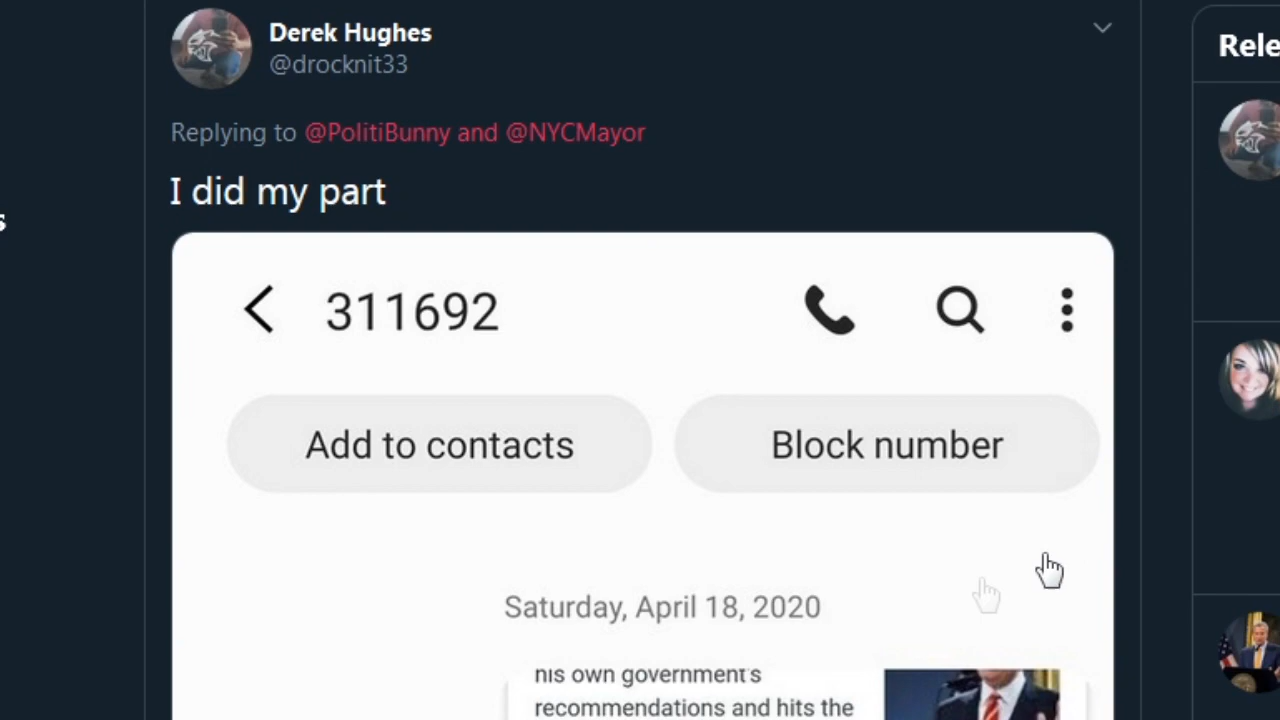 Derek Hughes
@drocknit33
Replying to @PolitiBunny and @NYCMayor
I did my part
311692
Add to contacts
Block number
Saturday, April 18, 2020
his own government's
recommendations and hits the
Rele
s